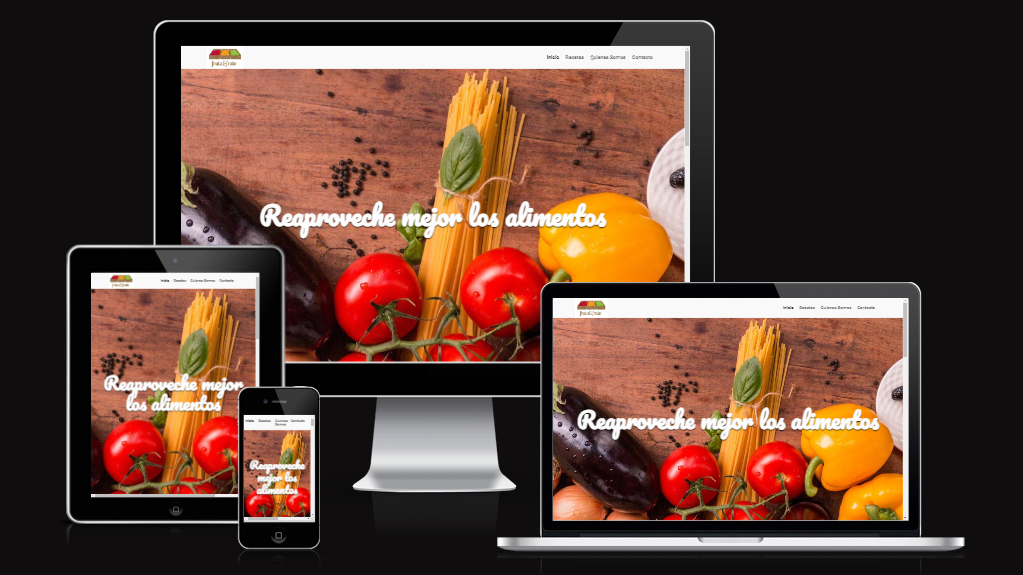 Inicio Recetas Quienes Somos Contacto
Reaproveche mejor los alimentos
Inicio Recetas Quienes Somos Contacto
Reaproveche mejor
los alimentos
Inicio Recetas Quienes Contacto
Somos
Reaproveche
mejor los
alimentos
Inicio Recetas Quienes Somos Contacto
Reaproveche mejor los alimentos